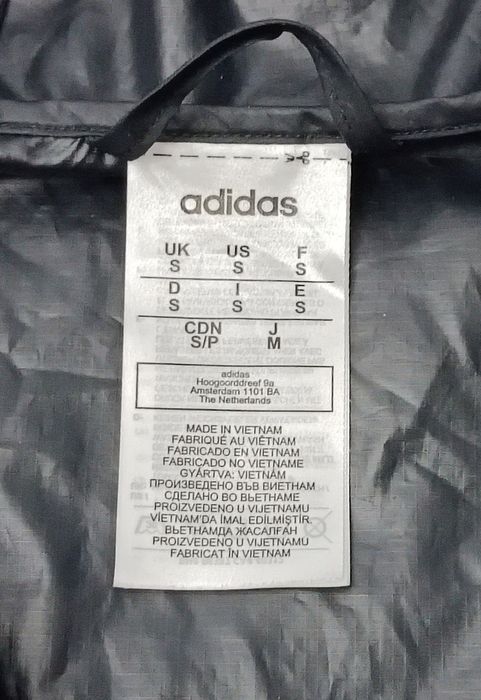 adidas
UK US F
S S S
D I E
S S S
CDN J
S/P M
adidas
Hoogoorddreef 9a
Amsterdam 1101 BA
The Netherlands
MADE IN VIETNAM
FABRIQUÉ AU VIÊTNAM
FABRICADO EN VIETNAM
FABRICADO NO VIETNAME
GYÁRTVA: VIETNÁM
ПРОИЗВЕДЕНО ВЪВ ВИЕТНАМ
СДЕЛАНО ВО ВЬЕТНАМЕ
PROIZVEDENO U VIJETNAMU
VİETNAM'DA İMAL EDİLMİŞTİR.
ВЬЕТНАМДА ЖАСАЛҒАН
PROIZVEDENO U VIJETNAMU
FABRICAT ÎN VIETNAM